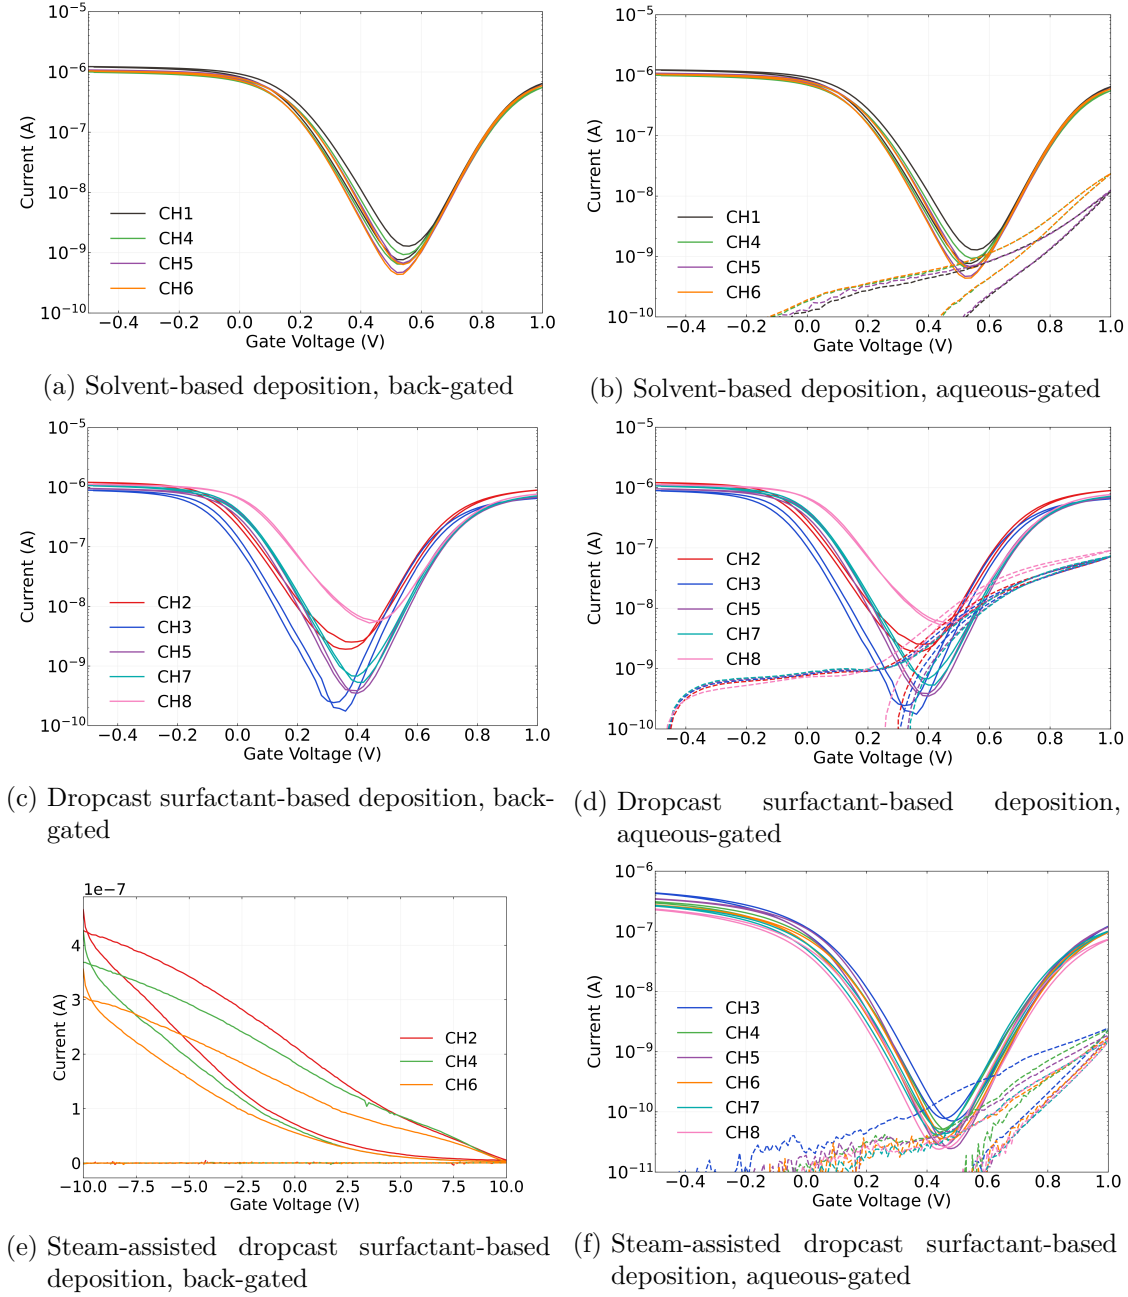 10⁻⁵
10⁻⁶
10⁻⁷
10⁻⁸
10⁻⁹
10⁻¹⁰
Current (A)
CH1
CH4
CH5
CH6
−0.4 −0.2 0.0 0.2 0.4 0.6 0.8 1.0
Gate Voltage (V)
(a) Solvent-based deposition, back-gated
10⁻⁵
10⁻⁶
10⁻⁷
10⁻⁸
10⁻⁹
10⁻¹⁰
Current (A)
CH1
CH4
CH5
CH6
−0.4 −0.2 0.0 0.2 0.4 0.6 0.8 1.0
Gate Voltage (V)
(b) Solvent-based deposition, aqueous-gated
10⁻⁵
10⁻⁶
10⁻⁷
10⁻⁸
10⁻⁹
10⁻¹⁰
Current (A)
CH2
CH3
CH5
CH7
CH8
−0.4 −0.2 0.0 0.2 0.4 0.6 0.8 1.0
Gate Voltage (V)
(c) Dropcast surfactant-based deposition, back-
gated
10⁻⁵
10⁻⁶
10⁻⁷
10⁻⁸
10⁻⁹
10⁻¹⁰
Current (A)
CH2
CH3
CH5
CH7
CH8
−0.4 −0.2 0.0 0.2 0.4 0.6 0.8 1.0
Gate Voltage (V)
(d) Dropcast surfactant-based deposition,
aqueous-gated
1e−7
4
3
2
1
0
Current (A)
CH2
CH4
CH6
−10.0 −7.5 −5.0 −2.5 0.0 2.5 5.0 7.5 10.0
Gate Voltage (V)
(e) Steam-assisted dropcast surfactant-based
deposition, back-gated
10⁻⁶
10⁻⁷
10⁻⁸
10⁻⁹
10⁻¹⁰
10⁻¹¹
Current (A)
CH3
CH4
CH5
CH6
CH7
CH8
−0.4 −0.2 0.0 0.2 0.4 0.6 0.8 1.0
Gate Voltage (V)
(f) Steam-assisted dropcast surfactant-based
deposition, aqueous-gated